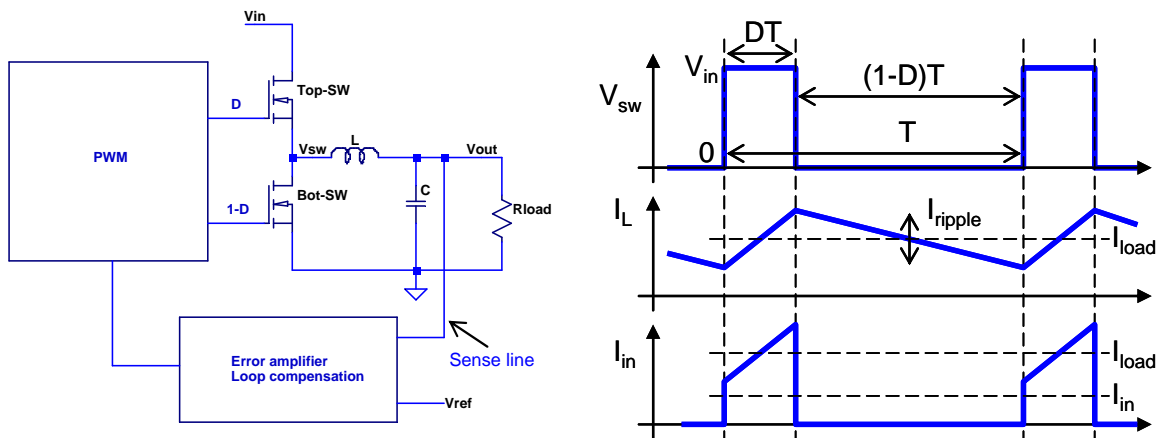 Vin
Top-SW
D
PWM
Vsw
L
Vout
Bot-SW
C
Rload
1-D
Error amplifier
Loop compensation
Sense line
Vref
DT
Vin
(1-D)T
Vsw
T
0
IL
Iripple
Iload
Iin
Iload
Iin